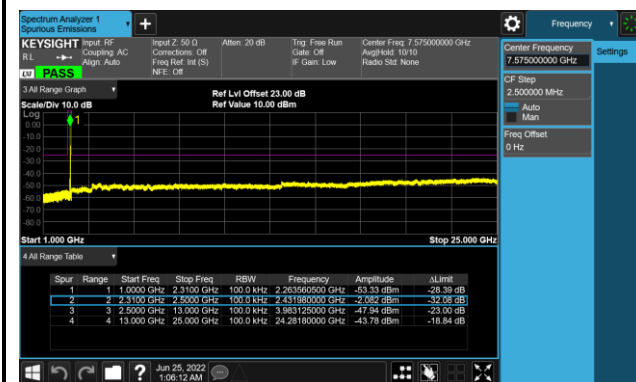 Spectrum Analyzer 1
Spurious Emissions
Frequency
KEYSIGHT Input: RF Input Z: 50 Ω Atten: 20 dB Trig: Free Run Center Freq: 7.575000000 GHz
RL Coupling: AC Corrections: Off Gate: Off Avg|Hold: 10/10
Align: Auto Freq Ref: Int (S) IF Gain: Low Radio Std: None
NFE: Off
LXI PASS
Center Frequency
7.575000000 GHz
Settings
CF Step
2.500000 MHz
Auto
Man
Freq Offset
0 Hz
3 All Range Graph
Ref Lvl Offset 23.00 dB
Scale/Div 10.0 dB Ref Value 10.00 dBm
Log
0.00
1
-10.0
-20.0
-30.0
-40.0
-50.0
-60.0
-70.0
-80.0
Start 1.000 GHz Stop 25.000 GHz
4 All Range Table
Spur Range Start Freq Stop Freq RBW Frequency Amplitude ΔLimit
1 1 1.0000 GHz 2.3100 GHz 100.0 kHz 2.263560500 GHz -53.33 dBm -28.39 dB
2 2 2.3100 GHz 2.5000 GHz 100.0 kHz 2.431980000 GHz -2.082 dBm -32.08 dB
3 3 2.5000 GHz 13.000 GHz 100.0 kHz 3.983125000 GHz -47.94 dBm -23.00 dB
4 4 13.000 GHz 25.000 GHz 100.0 kHz 24.28180000 GHz -43.78 dBm -18.84 dB
Jun 25, 2022
1:06:12 AM